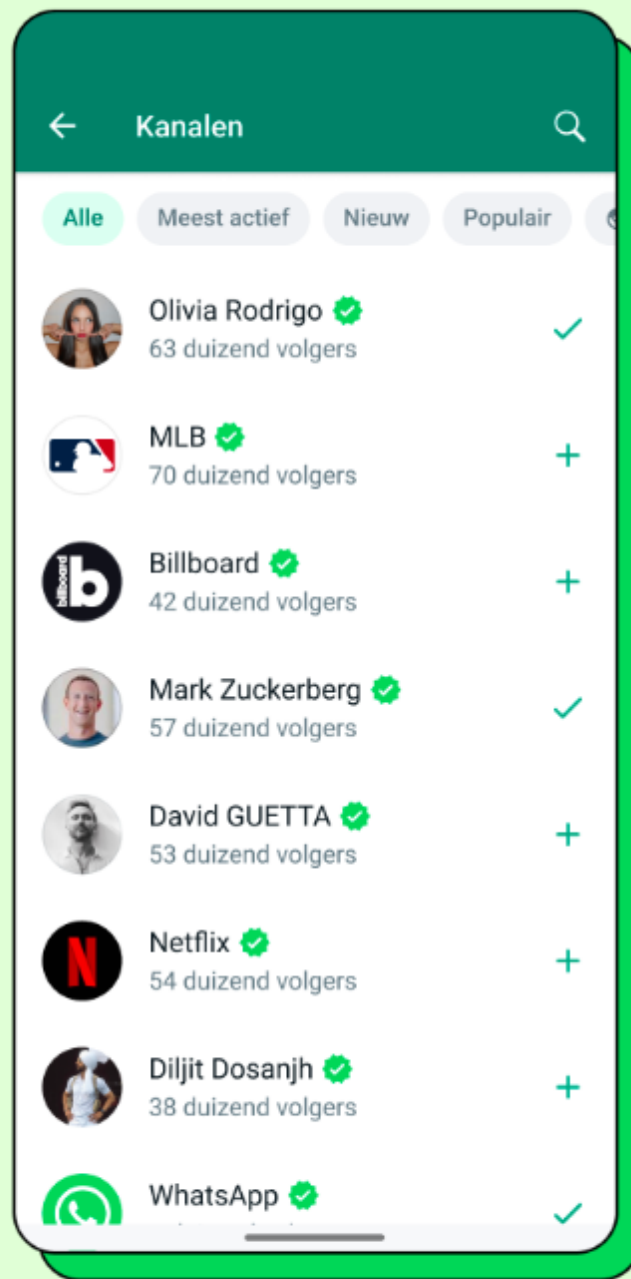 Kanalen
Alle Meest actief Nieuw Populair
Olivia Rodrigo
63 duizend volgers
MLB
70 duizend volgers
billboard b
Billboard
42 duizend volgers
Mark Zuckerberg
57 duizend volgers
David GUETTA
53 duizend volgers
N
Netflix
54 duizend volgers
Diljit Dosanjh
38 duizend volgers
WhatsApp